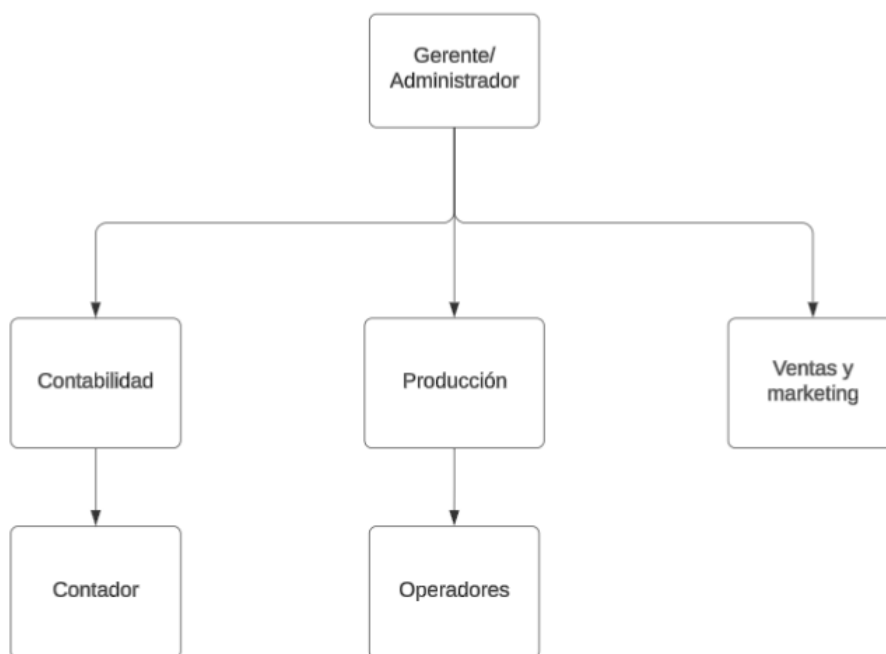 Gerente/
Administrador
Contabilidad
Producción
Ventas y
marketing
Contador
Operadores